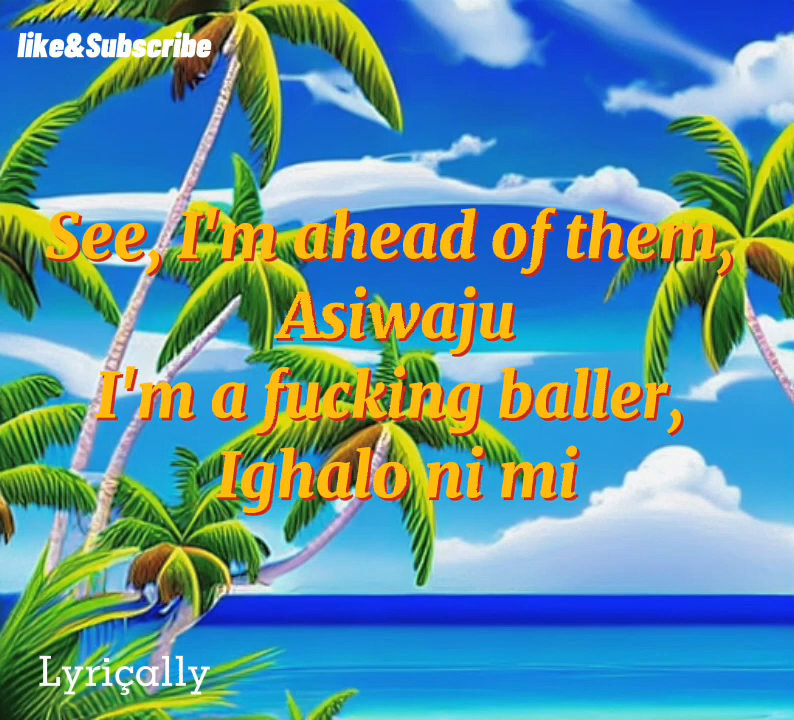 like&Subscribe
See, I'm ahead of them,
Asiwaju
I'm a fucking baller,
Ighalo ni mi
Lyriçally